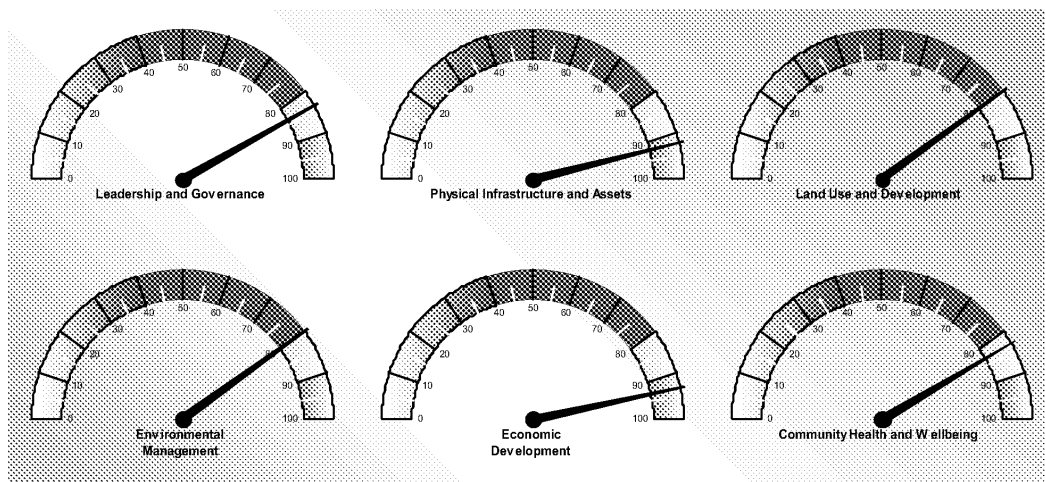 0 10 20 30 40 50 60 70 80 90 100
Leadership and Governance
0 10 20 30 40 50 60 70 80 90 100
Physical Infrastructure and Assets
0 10 20 30 40 50 60 70 90 100
Land Use and Development
0 10 20 30 40 50 60 70 90 100
Environmental
Management
0 10 20 30 40 50 60 70 80 90 100
Economic
Development
0 10 20 30 40 50 60 70 80 90 100
Community Health and Wellbeing